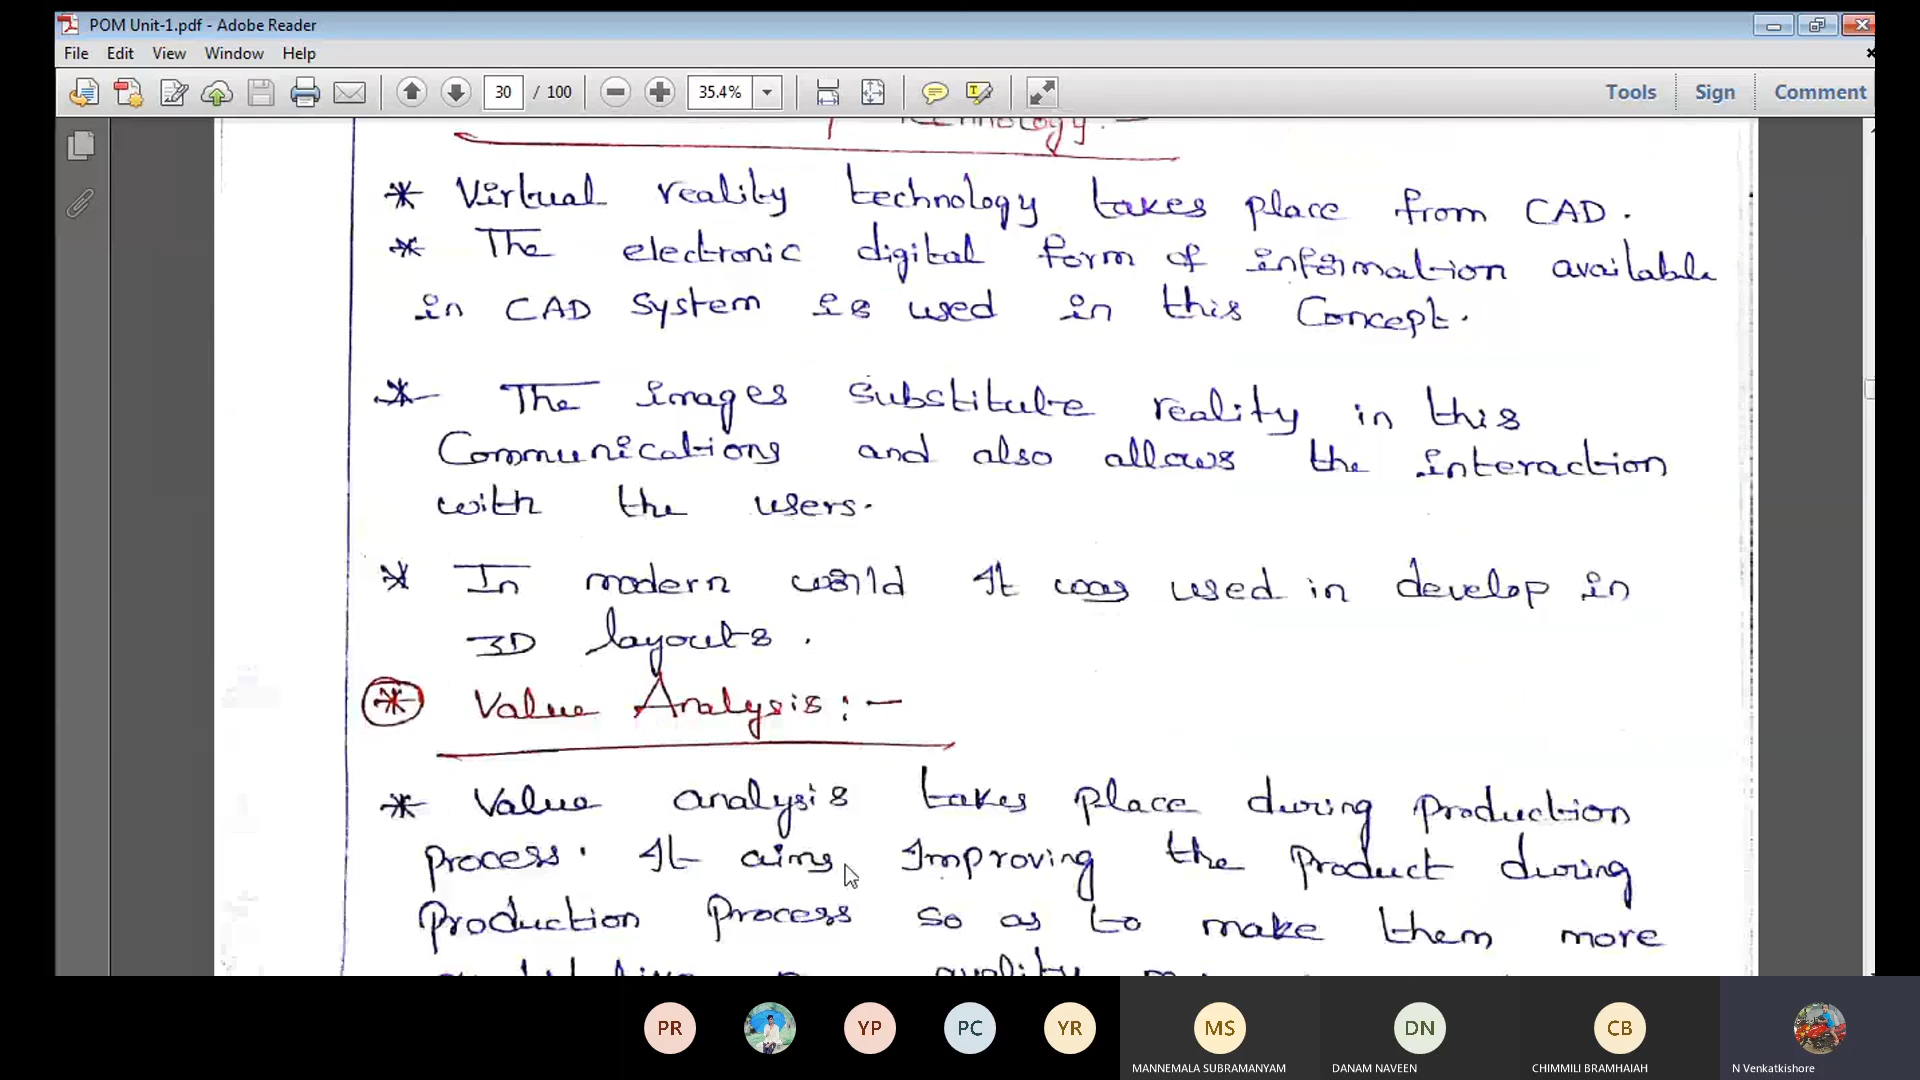 POM Unit-1.pdf - Adobe Reader
File Edit View Window Help
30 / 100 35.4% Tools Sign Comment
Technology :-
* Virtual reality technology takes place from CAD.
* The electronic digital form of information available
in CAD System is used in this Concept.
* The images substitute reality in this
Communications and also allows the interaction
with the users.
* In modern world It was used in develop in
3D layouts.
* Value Analysis :-
* Value analysis takes place during production
process. It aims Improving the product during
production process so as to make them more
quality
PR YP PC YR MS DN CB
MANNEMALA SUBRAMANYAM DANAM NAVEEN CHIMMILI BRAMHAIAH N Venkatkishore